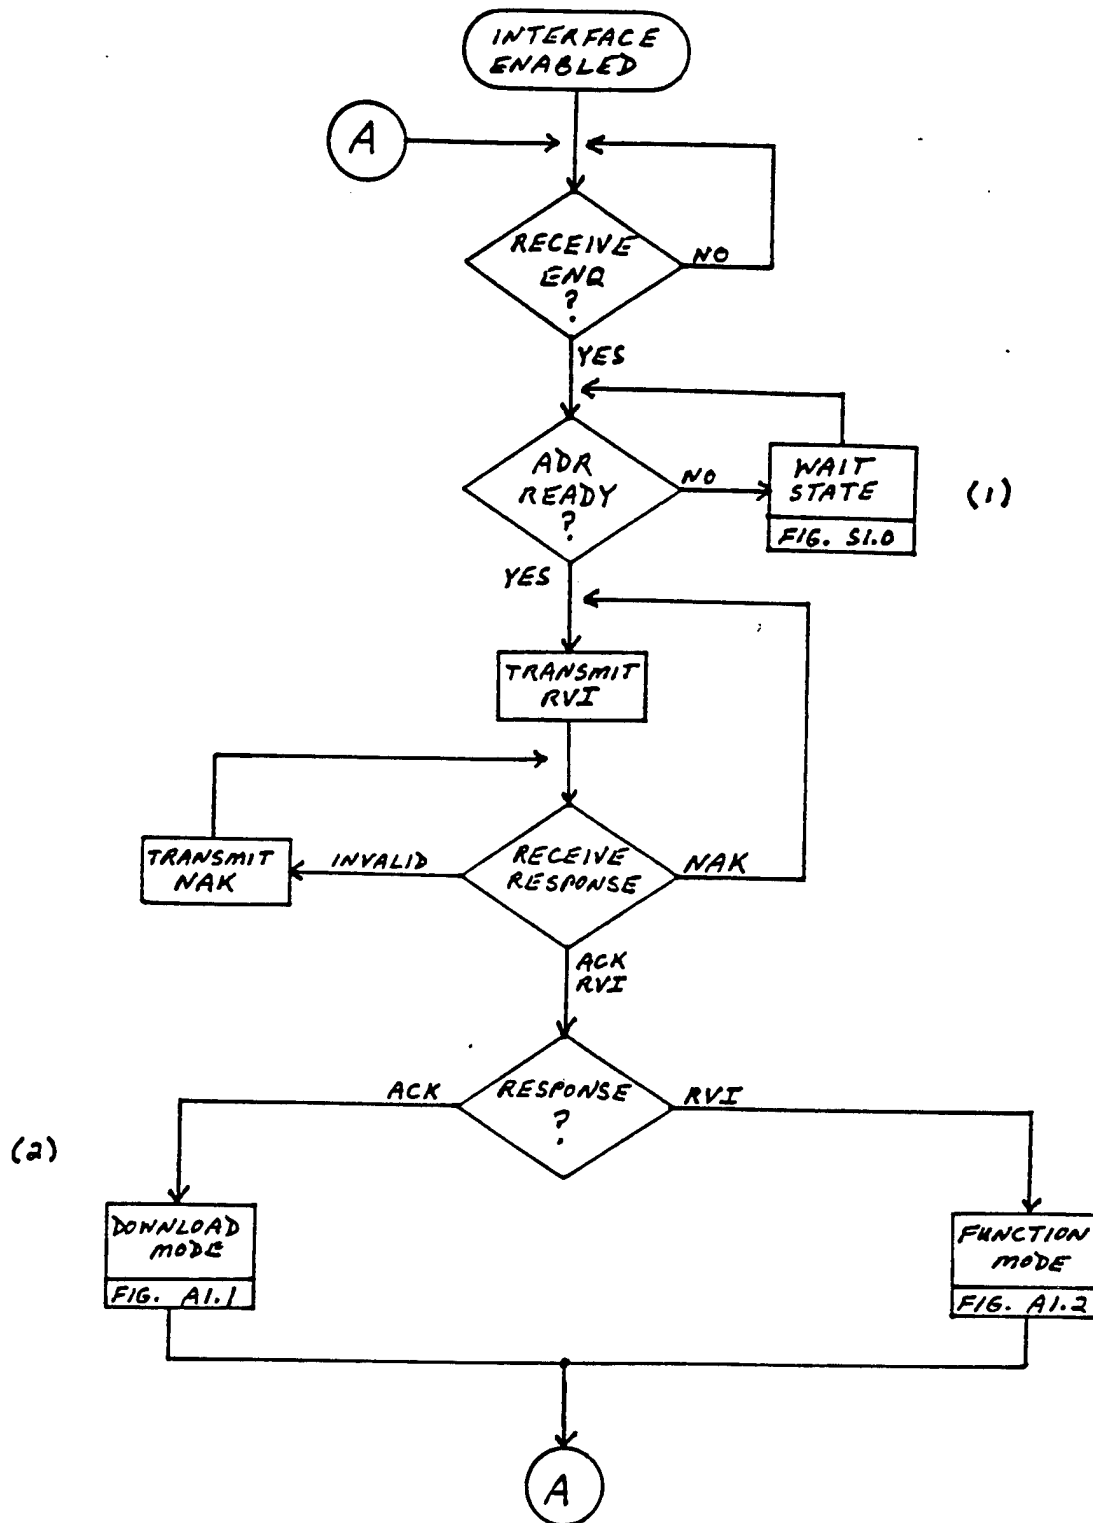 INTERFACE
ENABLED
A
RECEIVE
ENQ
?
NO
YES
ADR
READY
?
NO
WAIT
STATE
FIG. S1.0
(1)
YES
TRANSMIT
RVI
TRANSMIT
NAK
INVALID
RECEIVE
RESPONSE
NAK
ACK
RVI
ACK
RESPONSE
?
RVI
(2)
DOWNLOAD
MODE
FIG. A1.1
FUNCTION
MODE
FIG. A1.2
A